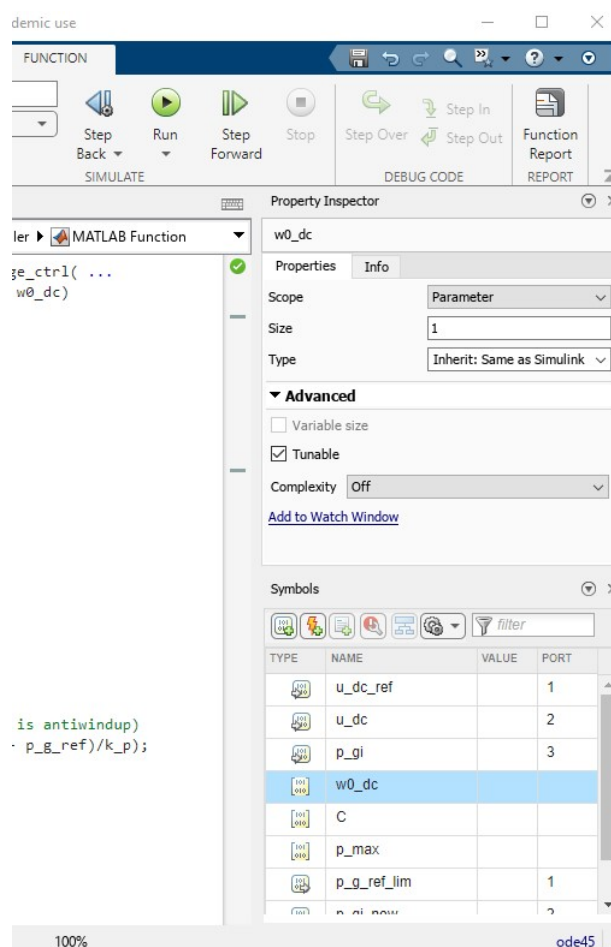 demic use
FUNCTION
Step Back
Run
Step Forward
Stop
Step Over
Step In
Step Out
Function Report
SIMULATE
DEBUG CODE
REPORT
ler MATLAB Function
ge_ctrl( ...
w0_dc)
is antiwindup)
- p_g_ref)/k_p);
Property Inspector
w0_dc
Properties Info
Scope Parameter
Size 1
Type Inherit: Same as Simulink
Advanced
Variable size
Tunable
Complexity Off
Add to Watch Window
Symbols
filter
TYPE NAME VALUE PORT
u_dc_ref 1
u_dc 2
p_gi 3
w0_dc
C
p_max
p_g_ref_lim 1
100%
ode45